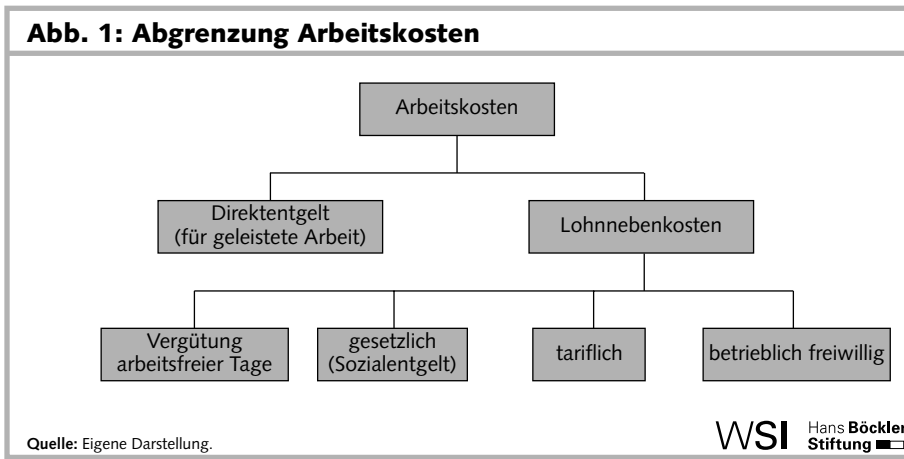 Abb. 1: Abgrenzung Arbeitskosten
Arbeitskosten
Direktentgelt
(für geleistete Arbeit)
Lohnnebenkosten
Vergütung
arbeitsfreier Tage
gesetzlich
(Sozialentgelt)
tariflich
betrieblich freiwillig
Quelle: Eigene Darstellung.
WSI
Hans Böckler
Stiftung